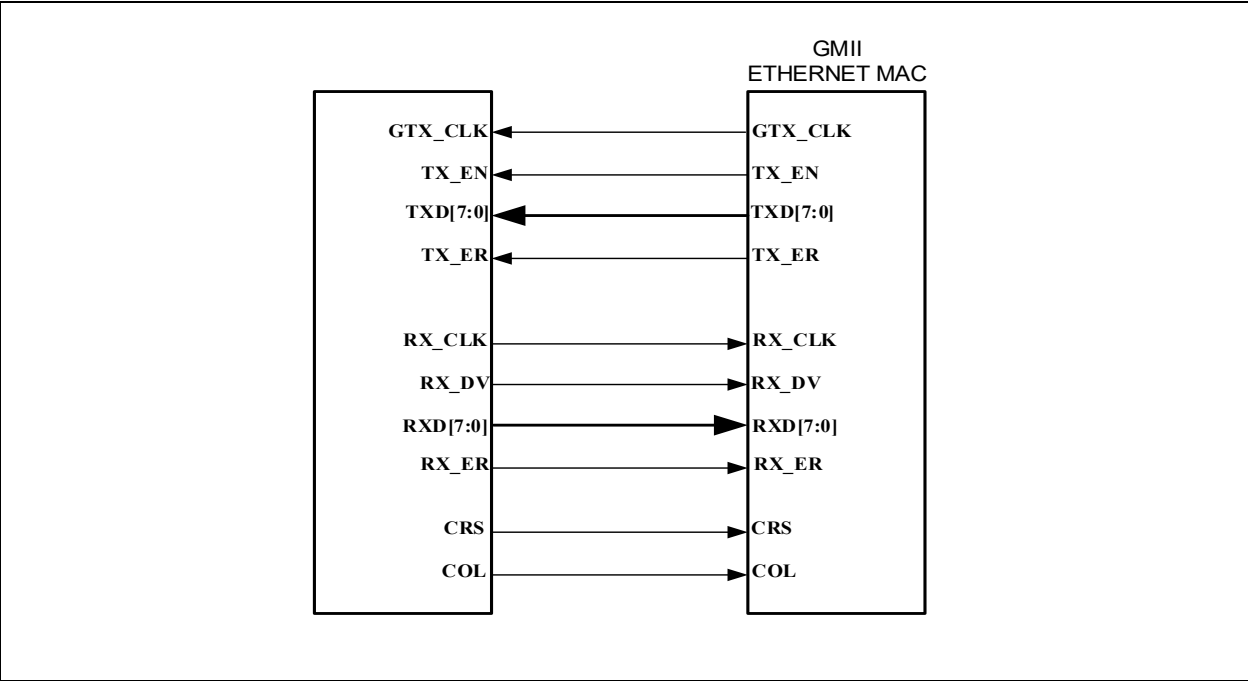 GMII
ETHERNET MAC
GTX_CLK GTX_CLK
TX_EN TX_EN
TXD[7:0] TXD[7:0]
TX_ER TX_ER
RX_CLK RX_CLK
RX_DV RX_DV
RXD[7:0] RXD[7:0]
RX_ER RX_ER
CRS CRS
COL COL